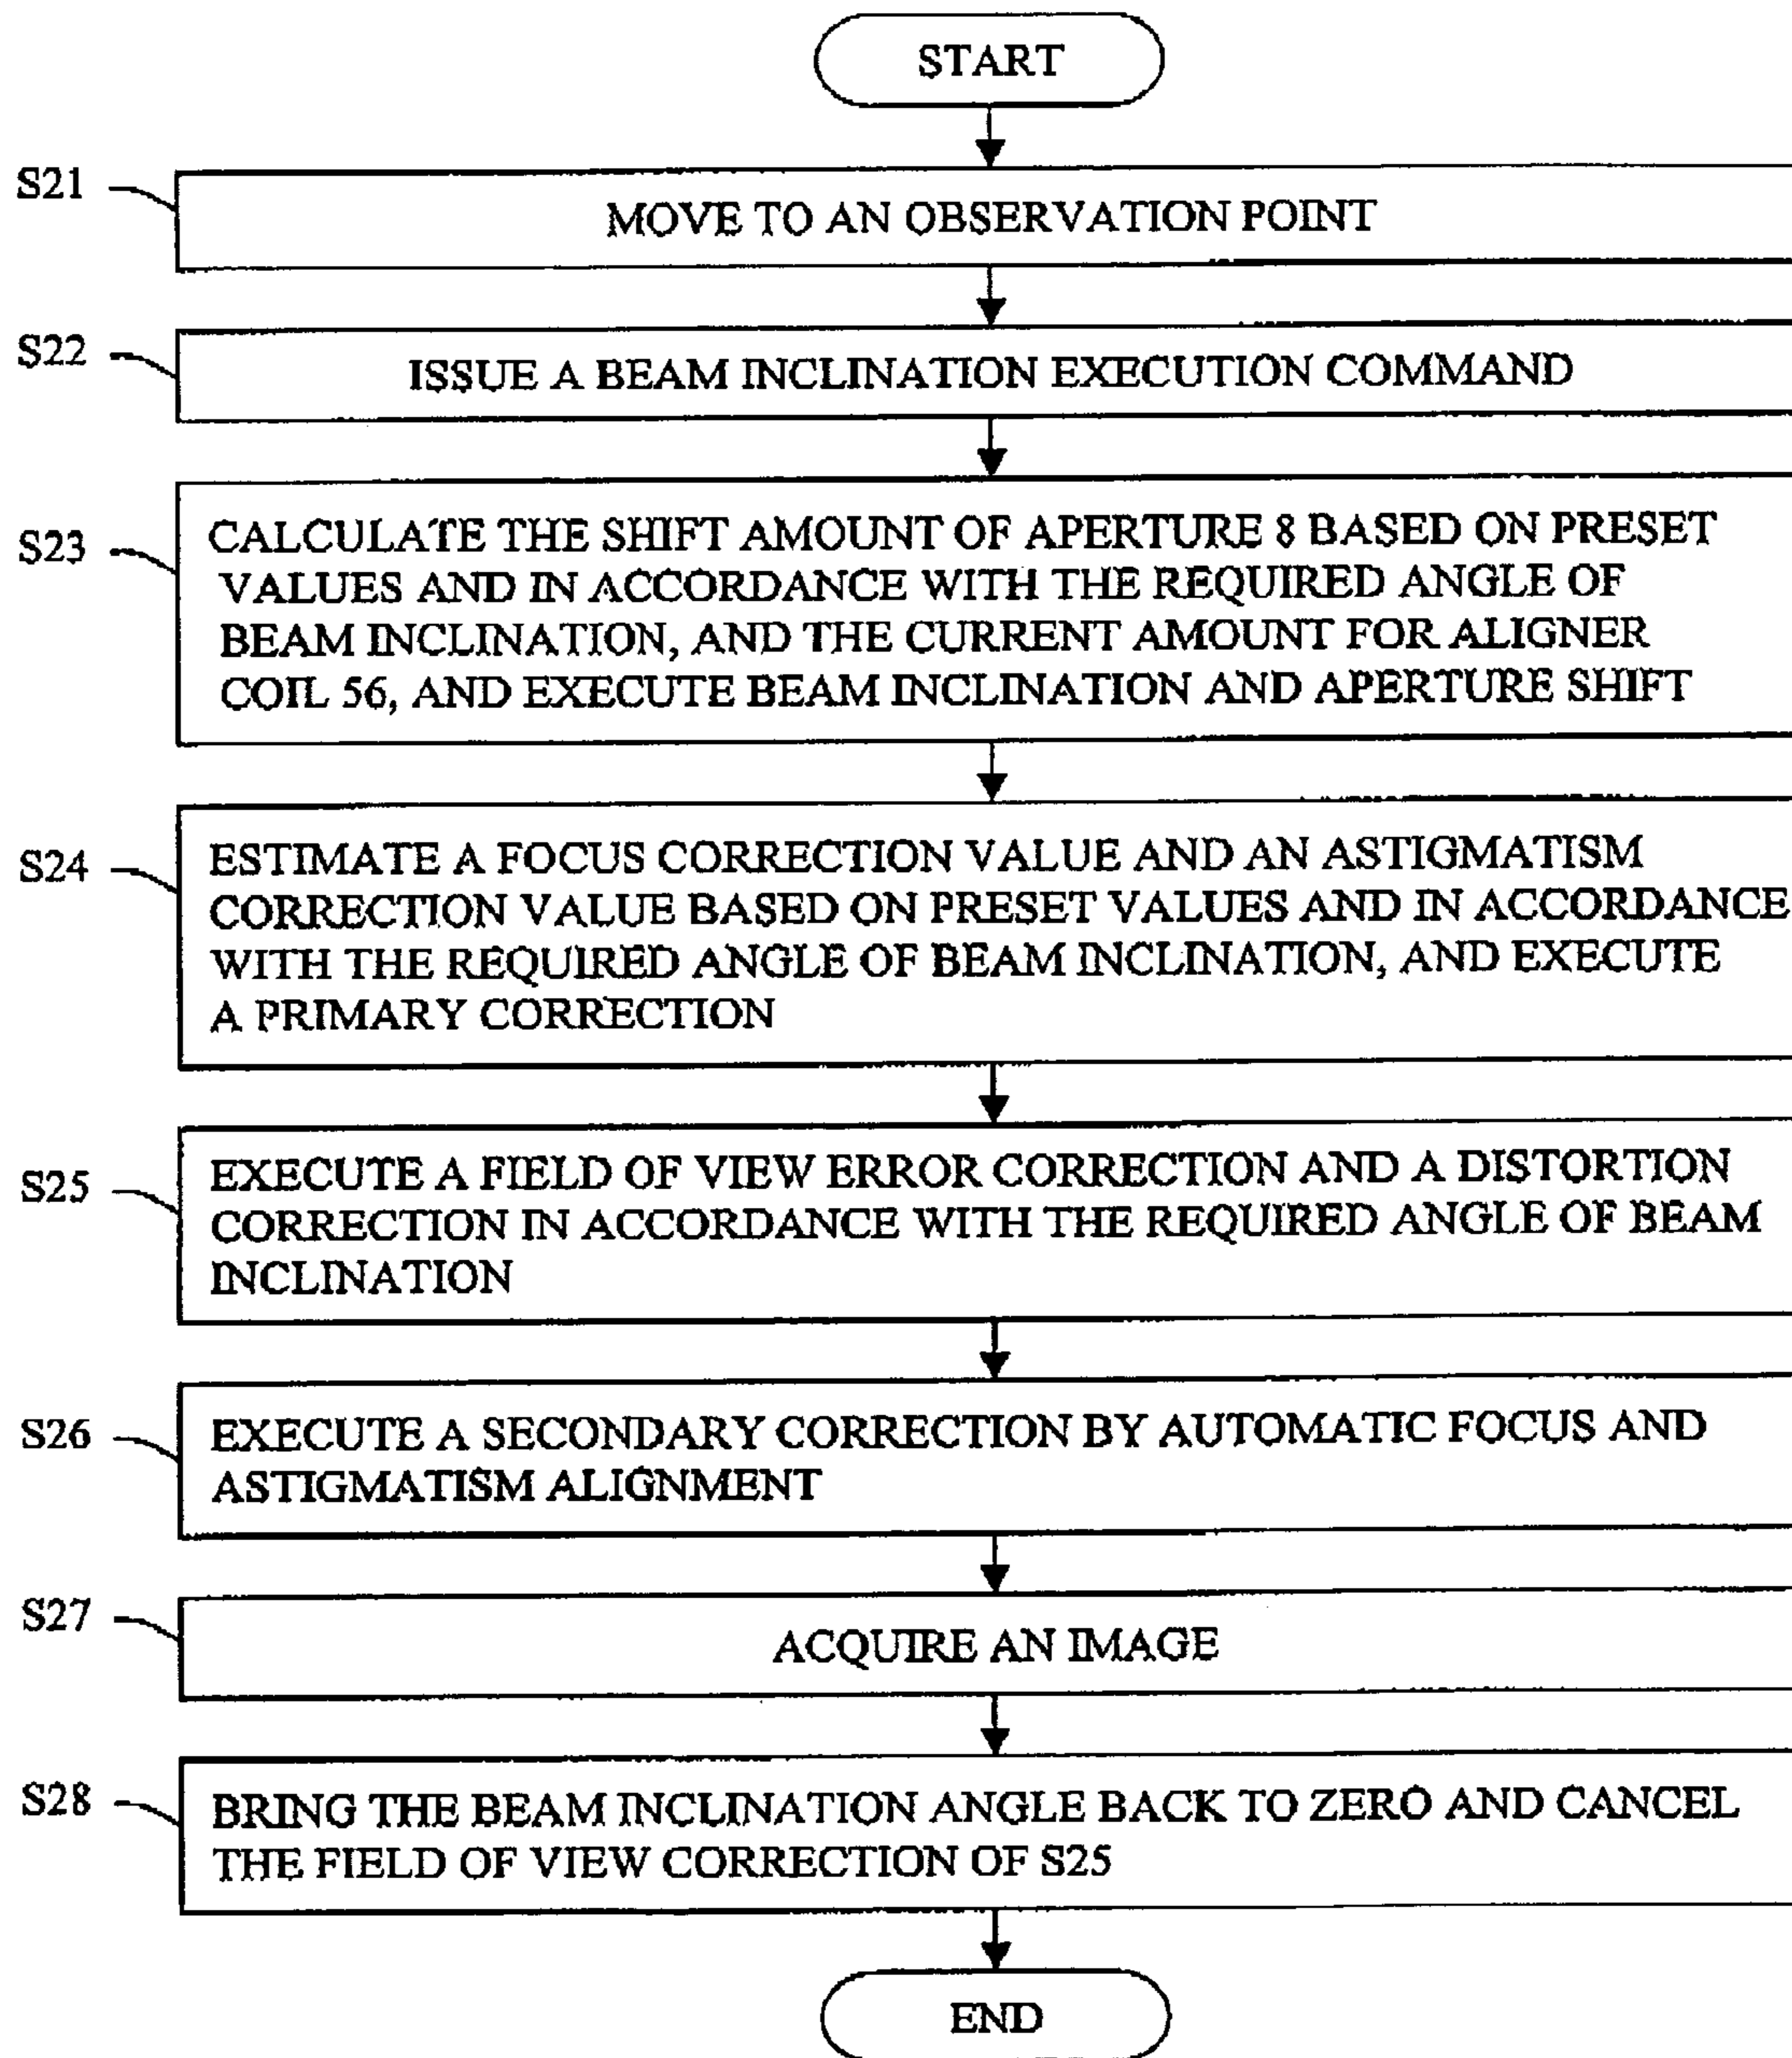 START
S21
MOVE TO AN OBSERVATION POINT
S22
ISSUE A BEAM INCLINATION EXECUTION COMMAND
S23
CALCULATE THE SHIFT AMOUNT OF APERTURE 8 BASED ON PRESET
VALUES AND IN ACCORDANCE WITH THE REQUIRED ANGLE OF
BEAM INCLINATION, AND THE CURRENT AMOUNT FOR ALIGNER
COIL 56, AND EXECUTE BEAM INCLINATION AND APERTURE SHIFT
S24
ESTIMATE A FOCUS CORRECTION VALUE AND AN ASTIGMATISM
CORRECTION VALUE BASED ON PRESET VALUES AND IN ACCORDANCE
WITH THE REQUIRED ANGLE OF BEAM INCLINATION, AND EXECUTE
A PRIMARY CORRECTION
S25
EXECUTE A FIELD OF VIEW ERROR CORRECTION AND A DISTORTION
CORRECTION IN ACCORDANCE WITH THE REQUIRED ANGLE OF BEAM
INCLINATION
S26
EXECUTE A SECONDARY CORRECTION BY AUTOMATIC FOCUS AND
ASTIGMATISM ALIGNMENT
S27
ACQUIRE AN IMAGE
S28
BRING THE BEAM INCLINATION ANGLE BACK TO ZERO AND CANCEL
THE FIELD OF VIEW CORRECTION OF S25
END